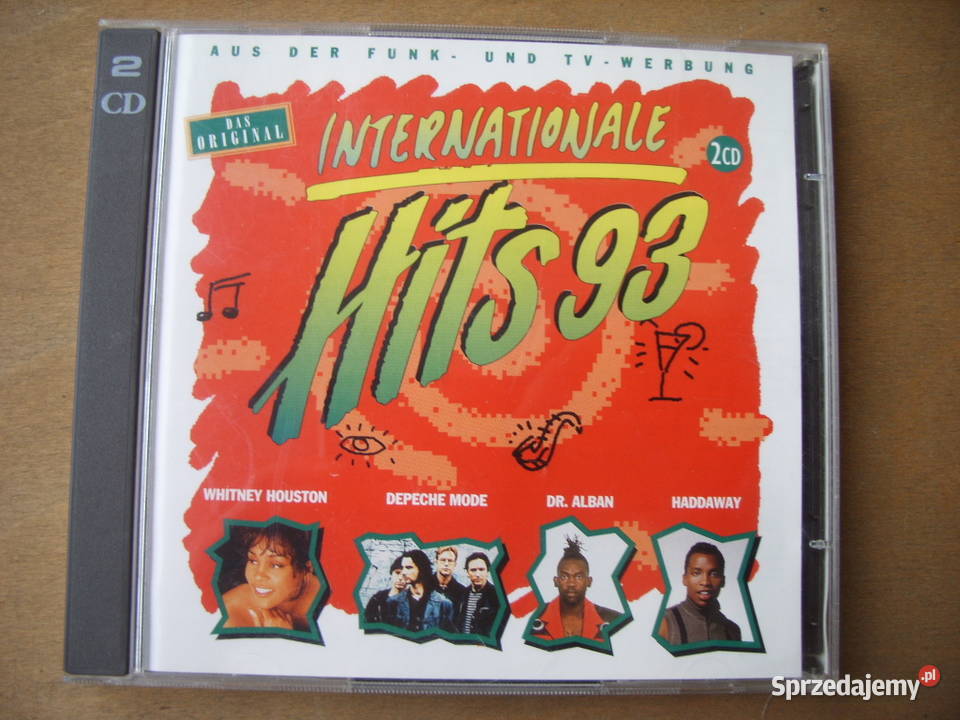 2
CD
AUS DER FUNK- UND TV-WERBUNG
DAS
ORIGINAL
INTERNATIONALE
2CD
Hits 93
WHITNEY HOUSTON
DEPECHE MODE
DR. ALBAN
HADDAWAY
Sprzedajemy.pl